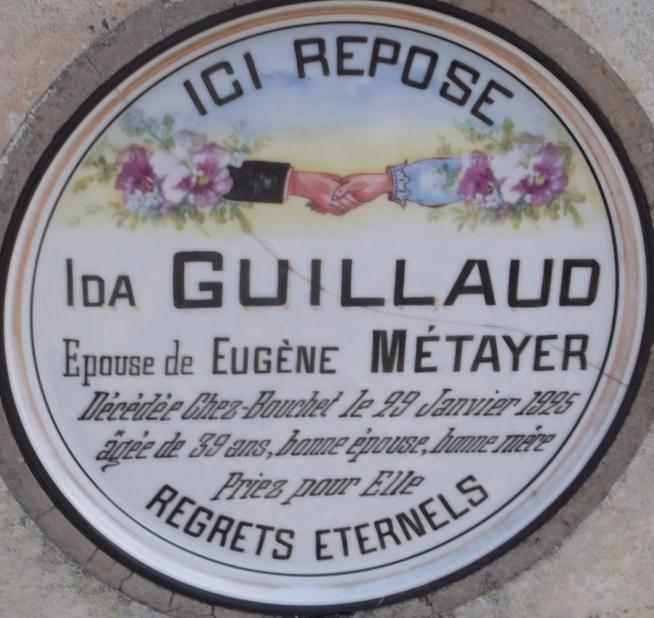 ICI REPOSE
IDA GUILLAUD
Epouse de EUGÈNE MÉTAYER
Décédée Chez-Bouchet le 29 Janvier 1925
âgée de 39 ans, bonne épouse, bonne mère
Priez pour Elle
REGRETS ETERNELS